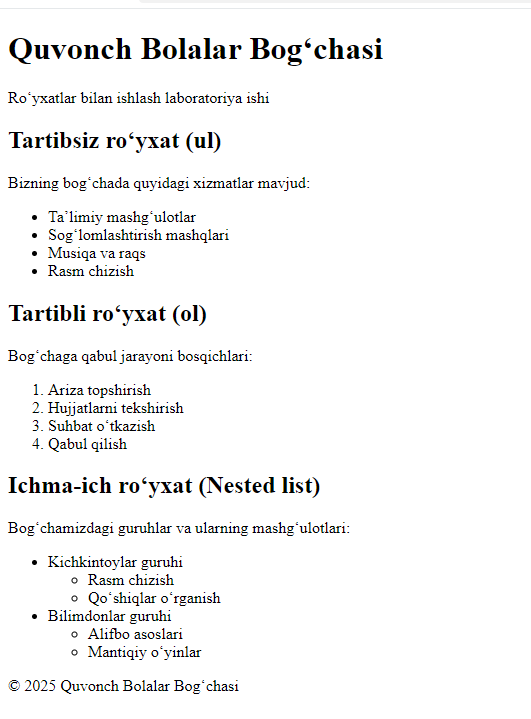 Quvonch Bolalar Bog‘chasi
Ro‘yxatlar bilan ishlash laboratoriya ishi
Tartibsiz ro‘yxat (ul)
Bizning bog‘chada quyidagi xizmatlar mavjud:
• Ta’limiy mashg‘ulotlar
• Sog‘lomlashtirish mashqlari
• Musiqa va raqs
• Rasm chizish
Tartibli ro‘yxat (ol)
Bog‘chaga qabul jarayoni bosqichlari:
1. Ariza topshirish
2. Hujjatlarni tekshirish
3. Suhbat o‘tkazish
4. Qabul qilish
Ichma-ich ro‘yxat (Nested list)
Bog‘chamizdagi guruhlar va ularning mashg‘ulotlari:
• Kichkintoylar guruhi
◦ Rasm chizish
◦ Qo‘shiqlar o‘rganish
• Bilimdonlar guruhi
◦ Alifbo asoslari
◦ Mantiqiy o‘yinlar
© 2025 Quvonch Bolalar Bog‘chasi